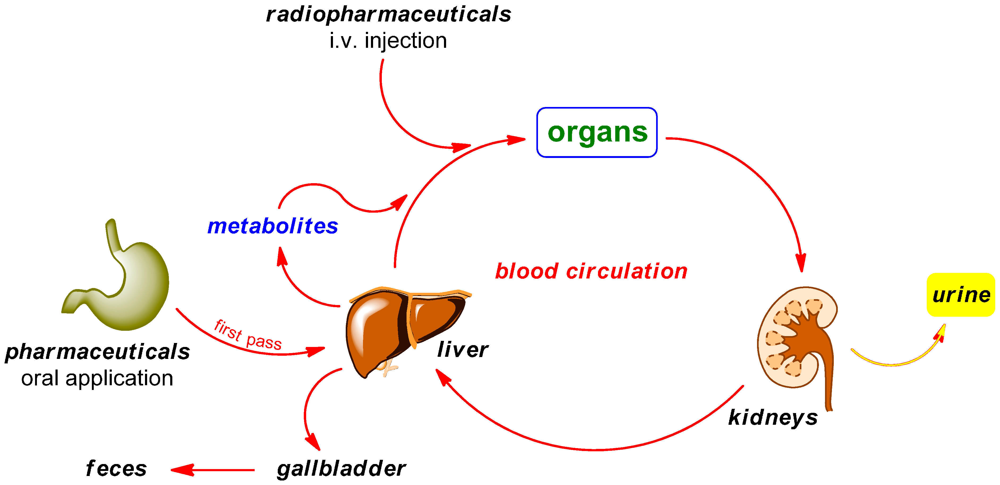 radiopharmaceuticals
i.v. injection
organs
metabolites
blood circulation
urine
first pass
liver
pharmaceuticals
oral application
kidneys
feces
gallbladder